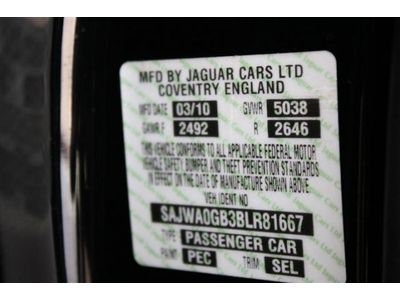 MFD BY JAGUAR CARS LTD
COVENTRY ENGLAND
MFD DATE 03/10 GVWR 5038
GAWR F 2492 R 2646
THIS VEHICLE CONFORMS TO ALL APPLICABLE FEDERAL MOTOR
VEHICLE SAFETY BUMPER AND THEFT PREVENTION STANDARDS
IN EFFECT ON THE DATE OF MANUFACTURE SHOWN ABOVE
VEH IDENT NO
SAJWA0GB3BLR81667
TYPE PASSENGER CAR
PAINT PEC TRIM SEL